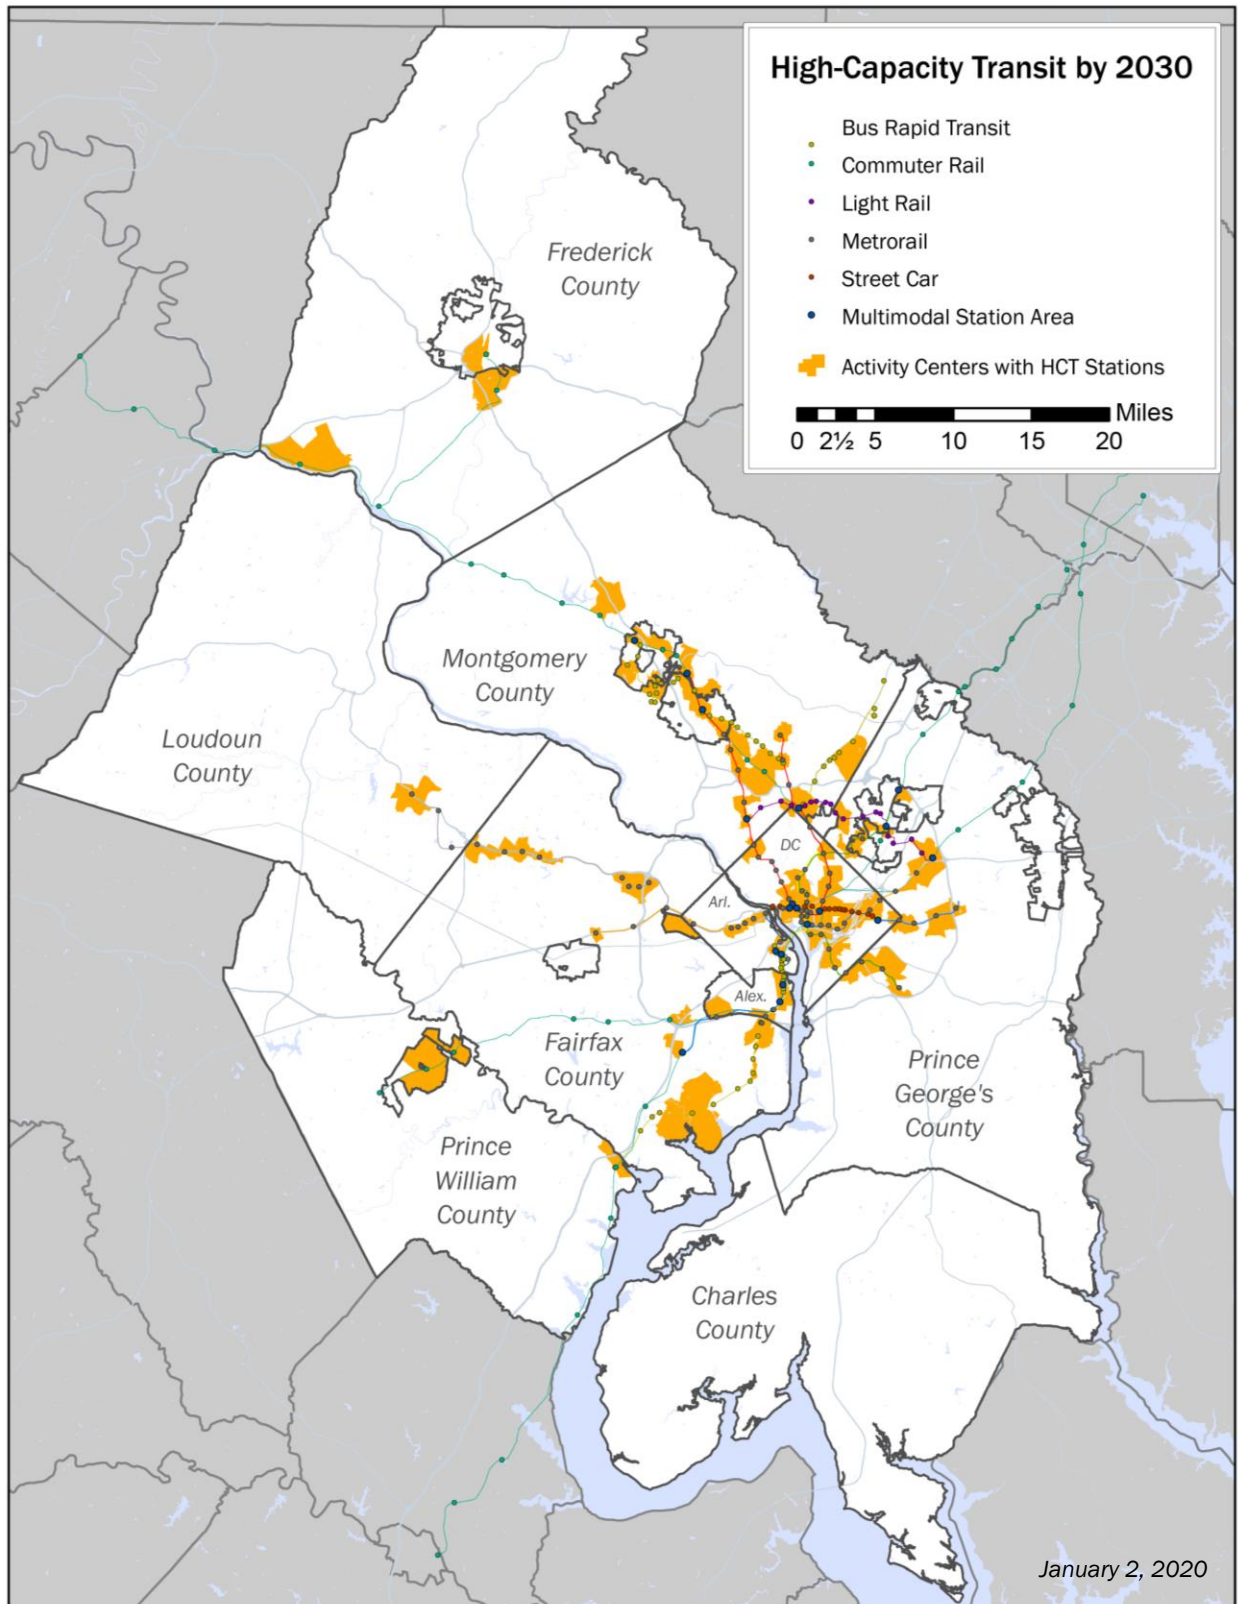 High-Capacity Transit by 2030
Bus Rapid Transit
Commuter Rail
Light Rail
Metrorail
Street Car
Multimodal Station Area
Activity Centers with HCT Stations
Miles
0 2½ 5 10 15 20
Frederick
County
Montgomery
County
Loudoun
County
DC
Arl.
Alex.
Fairfax
County
Prince
George's
County
Prince
William
County
Charles
County
January 2, 2020